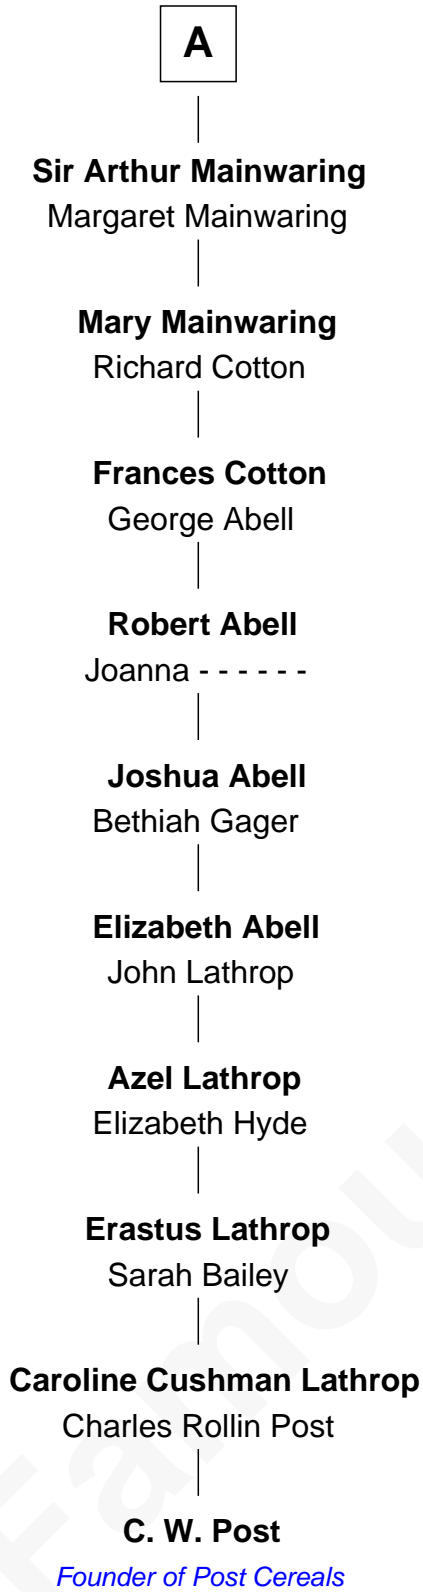 A
Sir Arthur Mainwaring
Margaret Mainwaring
Mary Mainwaring
Richard Cotton
Frances Cotton
George Abell
Robert Abell
Joanna - - - - - -
Joshua Abell
Bethiah Gager
Elizabeth Abell
John Lathrop
Azel Lathrop
Elizabeth Hyde
Erastus Lathrop
Sarah Bailey
Caroline Cushman Lathrop
Charles Rollin Post
C. W. Post
Founder of Post Cereals